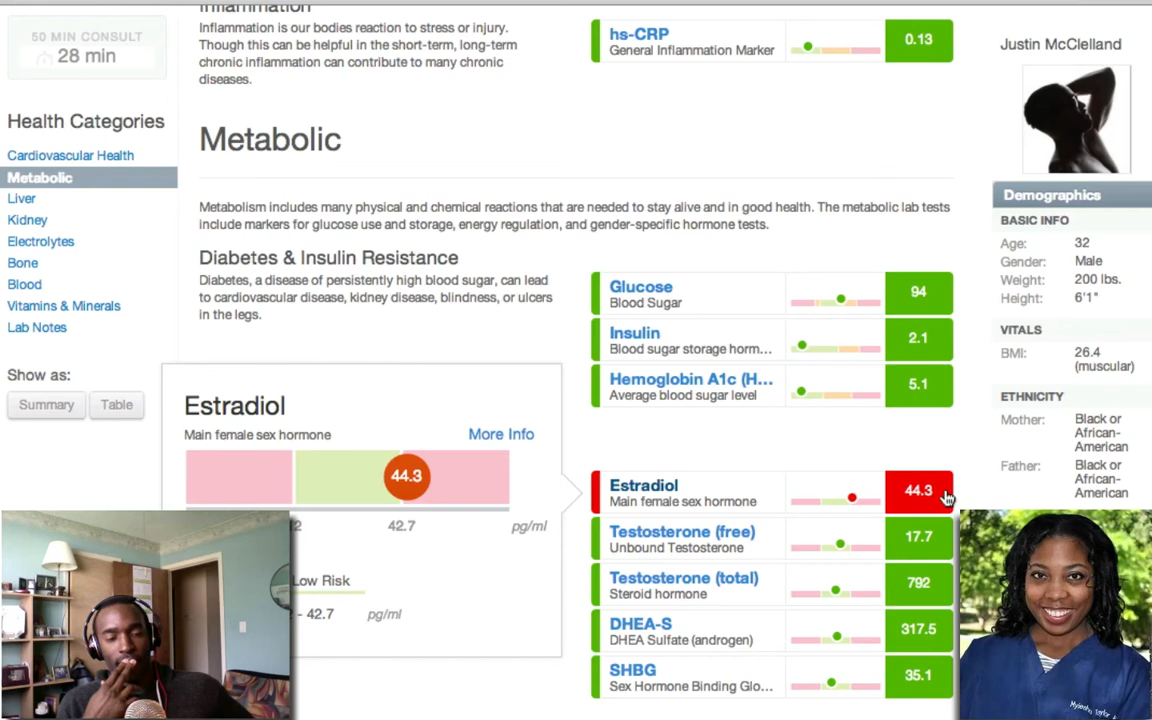 Inflammation
50 MIN CONSULT
28 min
Inflammation is our bodies reaction to stress or injury.
Though this can be helpful in the short-term, long-term
chronic inflammation can contribute to many chronic
diseases.
hs-CRP
General Inflammation Marker
0.13
Justin McClelland
Health Categories
Cardiovascular Health
Metabolic
Liver
Kidney
Electrolytes
Bone
Blood
Vitamins & Minerals
Lab Notes
Show as:
Summary
Table
Metabolic
Metabolism includes many physical and chemical reactions that are needed to stay alive and in good health. The metabolic lab tests
include markers for glucose use and storage, energy regulation, and gender-specific hormone tests.
Diabetes & Insulin Resistance
Diabetes, a disease of persistently high blood sugar, can lead
to cardiovascular disease, kidney disease, blindness, or ulcers
in the legs.
Glucose
Blood Sugar
94
Insulin
Blood sugar storage horm...
2.1
Hemoglobin A1c (H...
Average blood sugar level
5.1
Estradiol
Main female sex hormone
More Info
44.3
2
42.7
pg/ml
Low Risk
- 42.7
pg/ml
Estradiol
Main female sex hormone
44.3
Testosterone (free)
Unbound Testosterone
17.7
Testosterone (total)
Steroid hormone
792
DHEA-S
DHEA Sulfate (androgen)
317.5
SHBG
Sex Hormone Binding Glo...
35.1
Demographics
BASIC INFO
Age: 32
Gender: Male
Weight: 200 lbs.
Height: 6'1"
VITALS
BMI: 26.4
(muscular)
ETHNICITY
Mother: Black or
African-
American
Father: Black or
African-
American